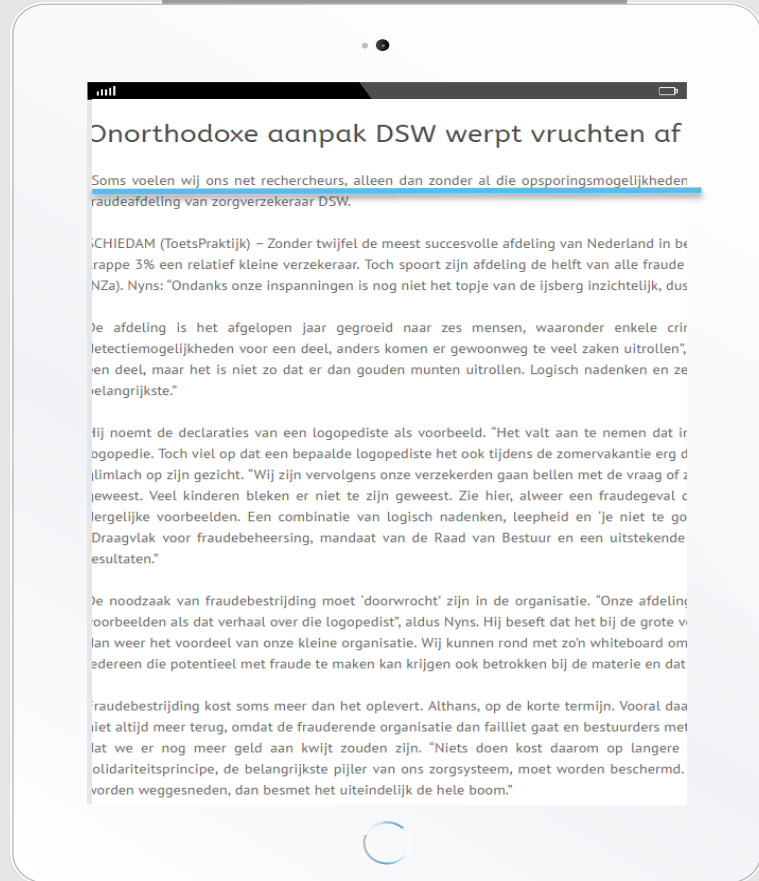 Onorthodoxe aanpak DSW werpt vruchten af
Soms voelen wij ons net rechercheurs, alleen dan zonder al die opsporingsmogelijkheden
raudeafdeling van zorgverzekeraar DSW.
CHIEDAM (ToetsPraktijk) – Zonder twijfel de meest succesvolle afdeling van Nederland in be
rappe 3% een relatief kleine verzekeraar. Toch spoort zijn afdeling de helft van alle fraude
NZa). Nyns: “Ondanks onze inspanningen is nog niet het topje van de ijsberg inzichtelijk, dus
De afdeling is het afgelopen jaar gegroeid naar zes mensen, waaronder enkele crir
detectiemogelijkheden voor een deel, anders komen er gewoonweg te veel zaken uitrollen”,
een deel, maar het is niet zo dat er dan gouden munten uitrollen. Logisch nadenken en ze
belangrijkste.”
Hij noemt de declaraties van een logopediste als voorbeeld. “Het valt aan te nemen dat ir
ogopedie. Toch viel op dat een bepaalde logopediste het ook tijdens de zomervakantie erg d
glimlach op zijn gezicht. “Wij zijn vervolgens onze verzekerden gaan bellen met de vraag of z
geweest. Veel kinderen bleken er niet te zijn geweest. Zie hier, alweer een fraudegeval d
dergelijke voorbeelden. Een combinatie van logisch nadenken, leepheid en ‘je niet te go
Draagvlak voor fraudebeheersing, mandaat van de Raad van Bestuur en een uitstekende
esultaten.”
De noodzaak van fraudebestrijding moet ‘doorwrocht’ zijn in de organisatie. “Onze afdeling
voorbeelden als dat verhaal over die logopedist”, aldus Nyns. Hij beseft dat het bij de grote v
dan weer het voordeel van onze kleine organisatie. Wij kunnen rond met zo’n whiteboard om
edereen die potentieel met fraude te maken kan krijgen ook betrokken bij de materie en dat
raudebestrijding kost soms meer dan het oplevert. Althans, op de korte termijn. Vooral daa
niet altijd meer terug, omdat de frauderende organisatie dan failliet gaat en bestuurders met
dat we er nog meer geld aan kwijt zouden zijn. “Niets doen kost daarom op langere
olidariteitsprincipe, de belangrijkste pijler van ons zorgsysteem, moet worden beschermd.
worden weggesneden, dan besmet het uiteindelijk de hele boom.”